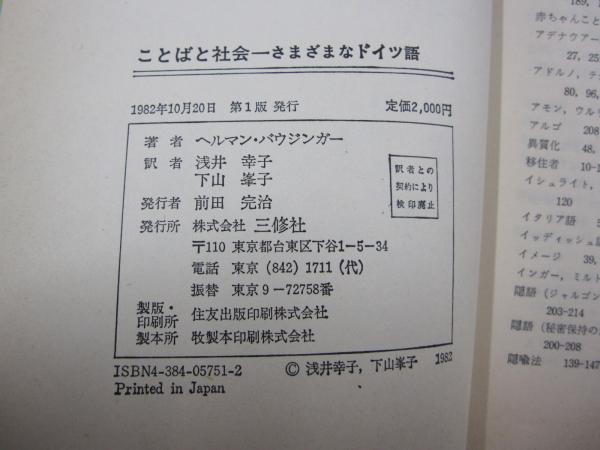 ことばと社会―さまざまなドイツ語
1982年10月20日 第1版 発行 定価2,000円
著者 ヘルマン・バウジンガー
訳者 浅井幸子
下山峯子
発行者 前田完治
発行所 株式会社 三修社
〒110 東京都台東区下谷1-5-34
電話 東京 (842) 1711 (代)
振替 東京 9-72758番
製版・
印刷所 住友出版印刷株式会社
製本所 牧製本印刷株式会社
訳者との
契約により
検印廃止
ISBN4-384-05751-2 © 浅井幸子, 下山峯子 1982
Printed in Japan
189,
赤ちゃんこと
アデナウアー
27, 25
アドルノ, テ
80, 96,
アモン, ウル
アルゴ 208
異質化 48,
移住者 10-1
イシュライト,
120
イタリア語
イッディッシュ語
イメージ 39,
インガー, ミルト
隠語 (ジャルゴン
203-214
隠語 (秘密保持の
200-208
隠喩法 139-147